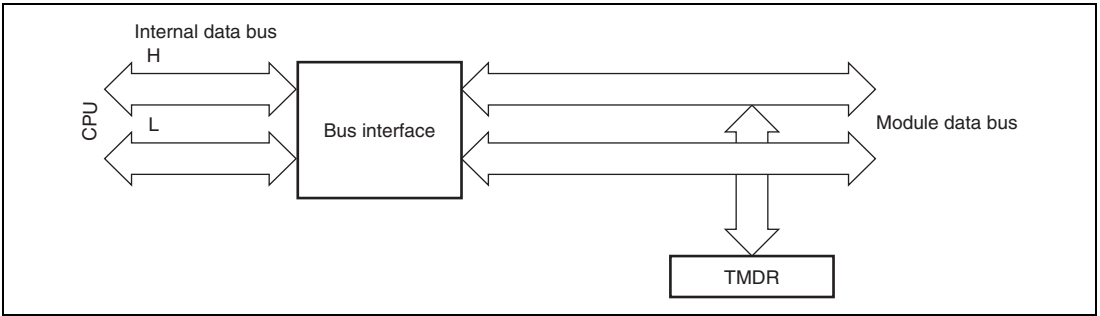 Internal data bus
H
CPU
L
Bus interface
Module data bus
TMDR